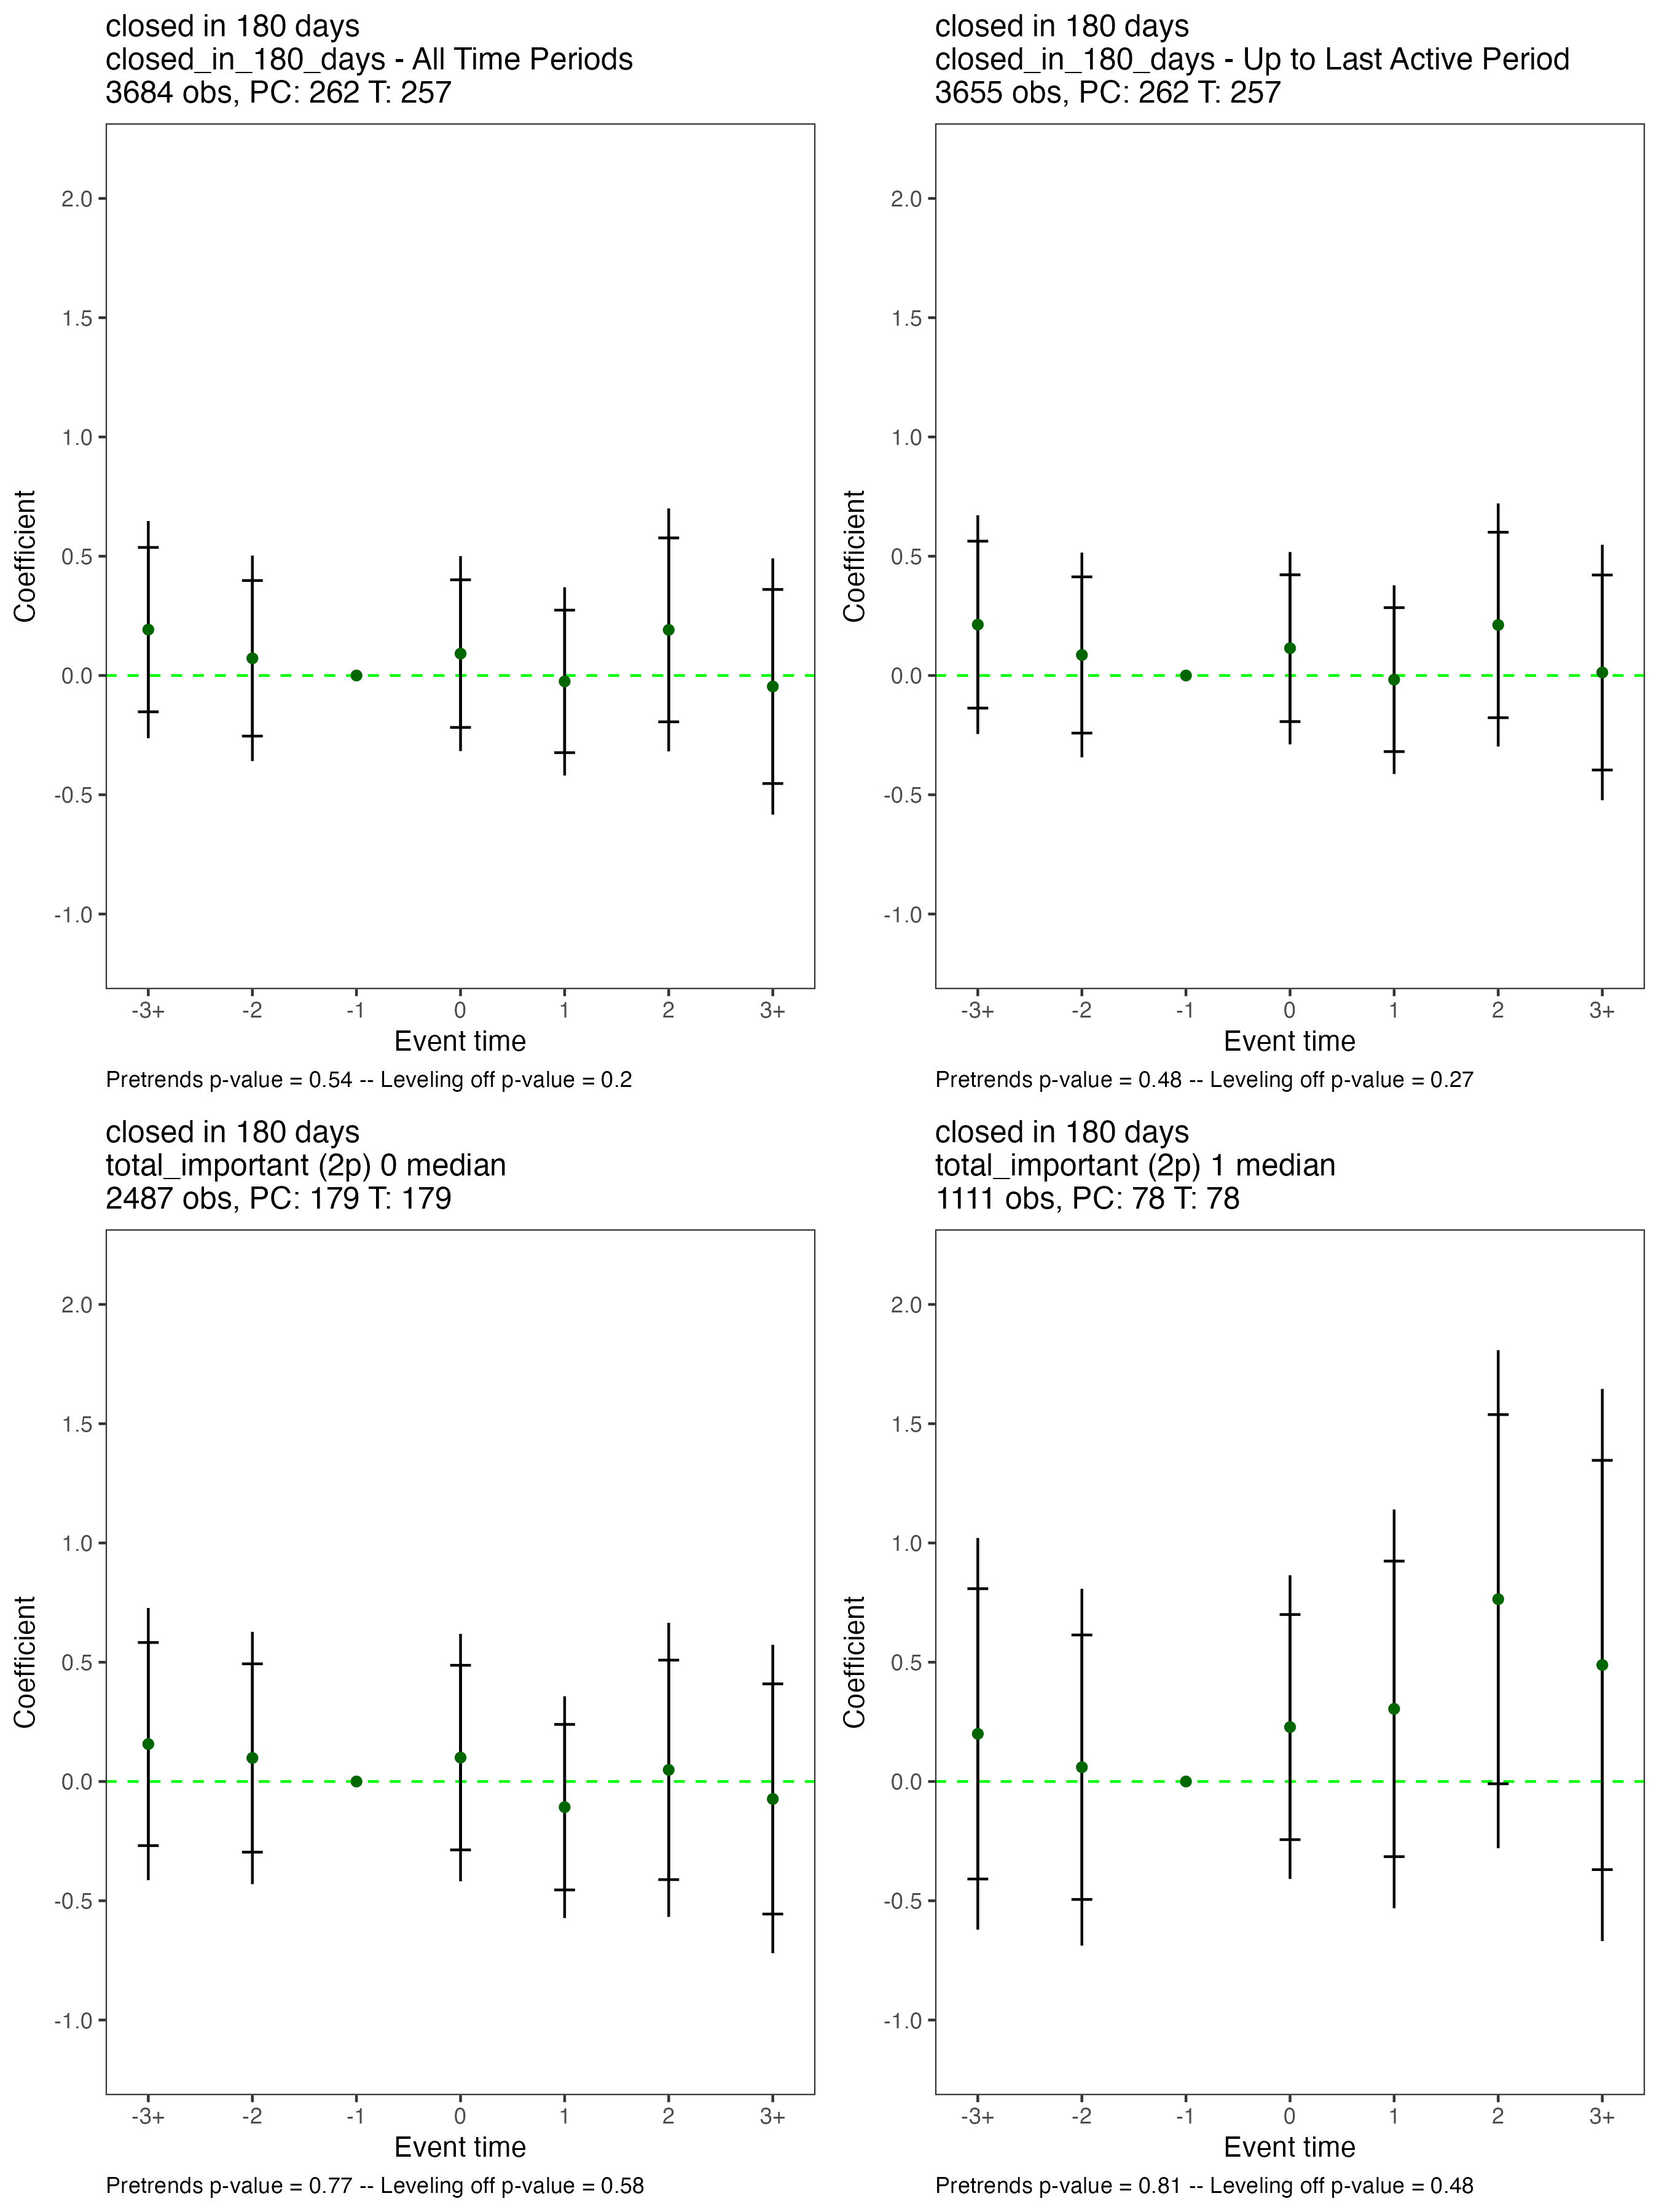 closed in 180 days
closed_in_180_days - All Time Periods
3684 obs, PC: 262 T: 257
Coefficient
2.0
1.5
1.0
0.5
0.0
-0.5
-1.0
-3+ -2 -1 0 1 2 3+
Event time
Pretrends p-value = 0.54 -- Leveling off p-value = 0.2
closed in 180 days
closed_in_180_days - Up to Last Active Period
3655 obs, PC: 262 T: 257
Coefficient
2.0
1.5
1.0
0.5
0.0
-0.5
-1.0
-3+ -2 -1 0 1 2 3+
Event time
Pretrends p-value = 0.48 -- Leveling off p-value = 0.27
closed in 180 days
total_important (2p) 0 median
2487 obs, PC: 179 T: 179
Coefficient
2.0
1.5
1.0
0.5
0.0
-0.5
-1.0
-3+ -2 -1 0 1 2 3+
Event time
Pretrends p-value = 0.77 -- Leveling off p-value = 0.58
closed in 180 days
total_important (2p) 1 median
1111 obs, PC: 78 T: 78
Coefficient
2.0
1.5
1.0
0.5
0.0
-0.5
-1.0
-3+ -2 -1 0 1 2 3+
Event time
Pretrends p-value = 0.81 -- Leveling off p-value = 0.48